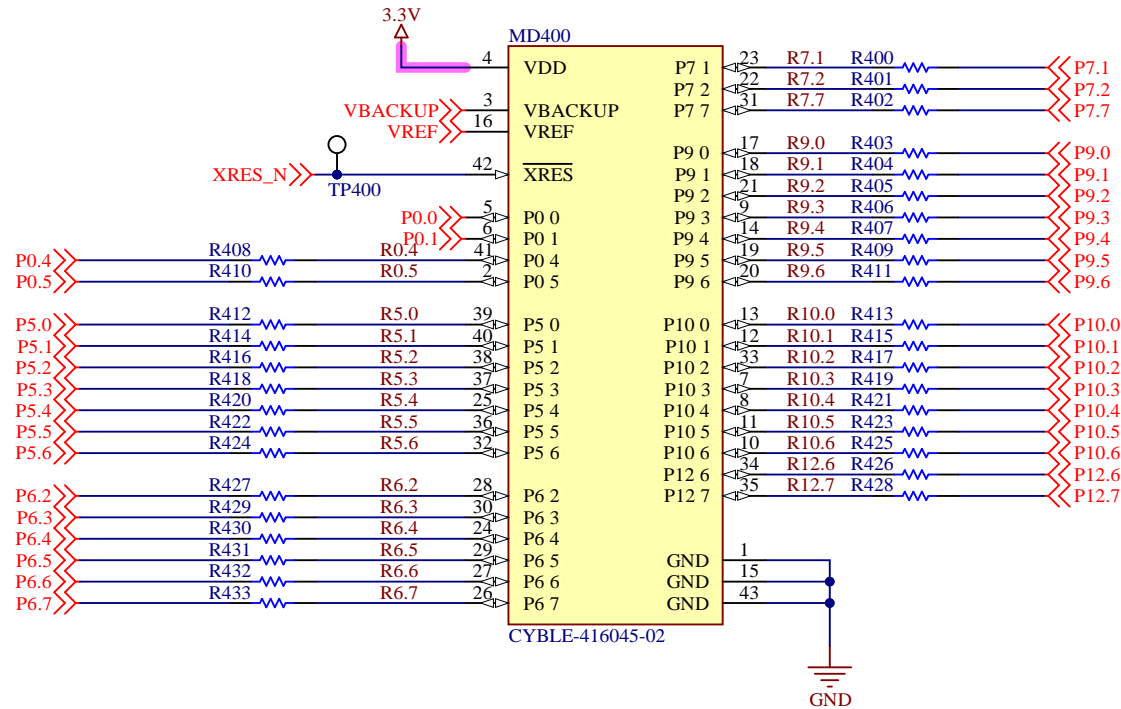 3.3V
MD400
4 VDD
VBACKUP 3 VBACKUP
VREF 16 VREF
XRES_N TP400 42 XRES
P0.0 5 P0 0
P0.1 6 P0 1
P0.4 R408 R0.4 41 P0 4
P0.5 R410 R0.5 2 P0 5
P5.0 R412 R5.0 39 P5 0
P5.1 R414 R5.1 40 P5 1
P5.2 R416 R5.2 38 P5 2
P5.3 R418 R5.3 37 P5 3
P5.4 R420 R5.4 25 P5 4
P5.5 R422 R5.5 36 P5 5
P5.6 R424 R5.6 32 P5 6
P6.2 R427 R6.2 28 P6 2
P6.3 R429 R6.3 30 P6 3
P6.4 R430 R6.4 24 P6 4
P6.5 R431 R6.5 29 P6 5
P6.6 R432 R6.6 27 P6 6
P6.7 R433 R6.7 26 P6 7
P7 1 23 R7.1 R400 P7.1
P7 2 22 R7.2 R401 P7.2
P7 7 31 R7.7 R402 P7.7
P9 0 17 R9.0 R403 P9.0
P9 1 18 R9.1 R404 P9.1
P9 2 21 R9.2 R405 P9.2
P9 3 9 R9.3 R406 P9.3
P9 4 14 R9.4 R407 P9.4
P9 5 19 R9.5 R409 P9.5
P9 6 20 R9.6 R411 P9.6
P10 0 13 R10.0 R413 P10.0
P10 1 12 R10.1 R415 P10.1
P10 2 33 R10.2 R417 P10.2
P10 3 7 R10.3 R419 P10.3
P10 4 8 R10.4 R421 P10.4
P10 5 11 R10.5 R423 P10.5
P10 6 10 R10.6 R425 P10.6
P12 6 34 R12.6 R426 P12.6
P12 7 35 R12.7 R428 P12.7
GND 1
GND 15
GND 43
CYBLE-416045-02
GND